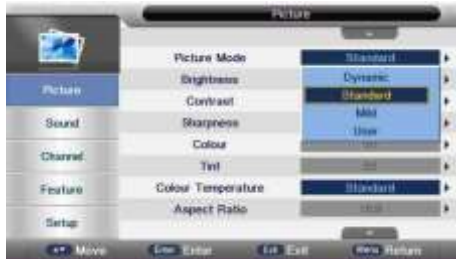 Picture
Picture Mode Standard
Dynamic
Standard
Mild
User
Brightness
Contrast
Sharpness
Colour
Tint
Colour Temperature Standard
Aspect Ratio
Picture
Sound
Channel
Feature
Setup
Move Enter Enter Exit Exit Menu Return